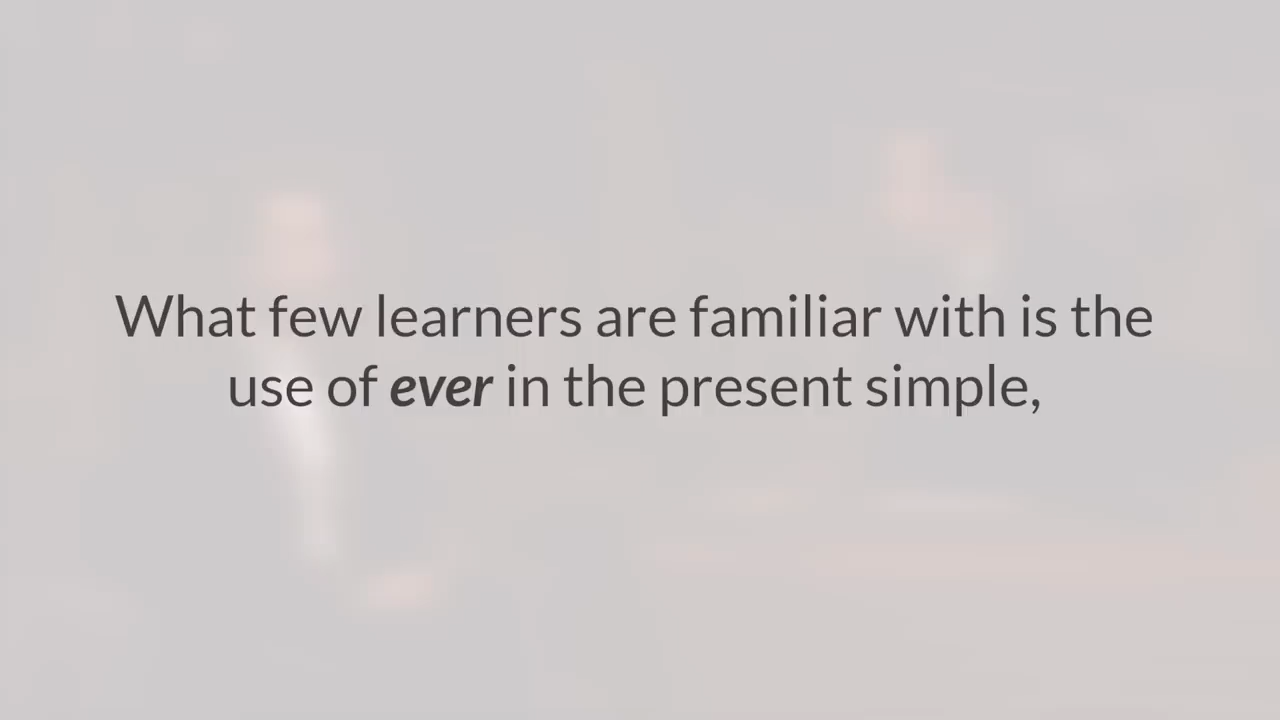 What few learners are familiar with is the
use of ever in the present simple,